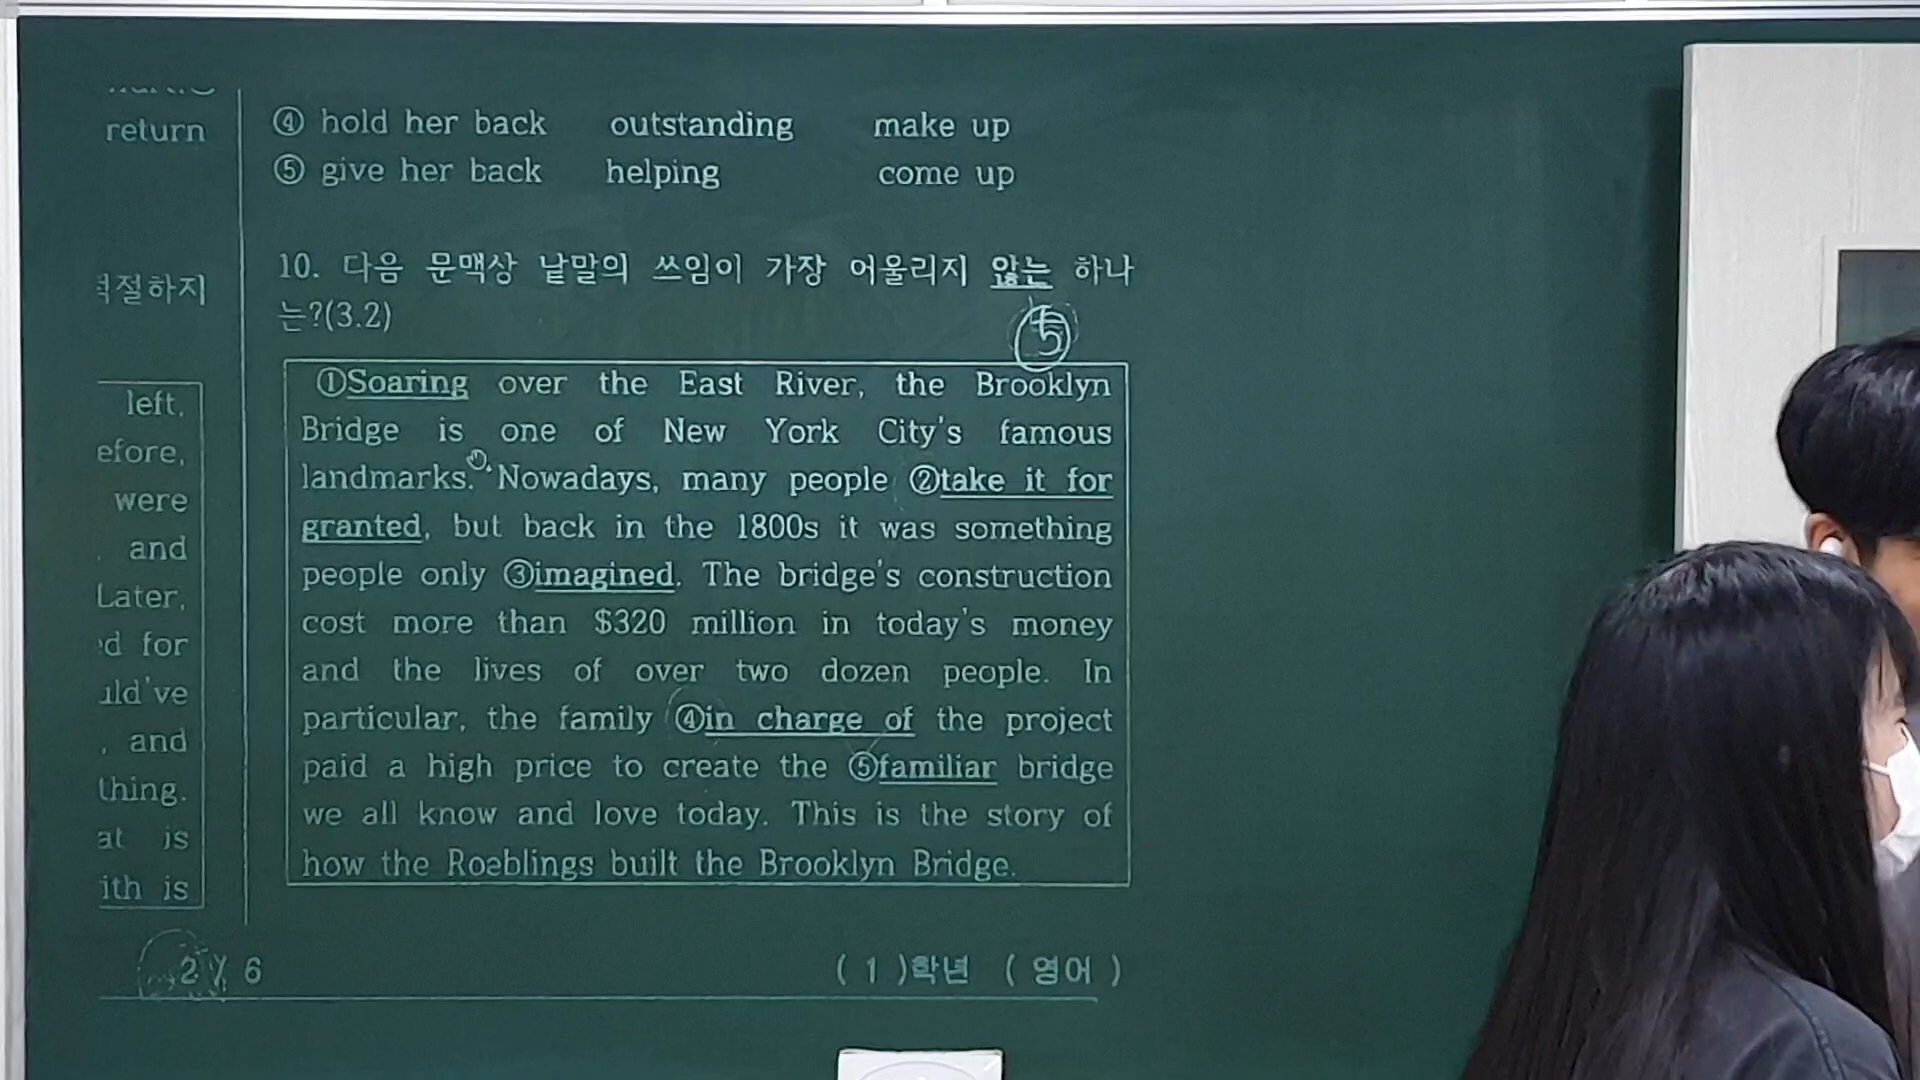 return
적절하지
left,
efore,
were
, and
Later,
ed for
uld've
, and
thing.
at is
ith is
④ hold her back outstanding make up
⑤ give her back helping come up
10. 다음 문맥상 낱말의 쓰임이 가장 어울리지 않는 하나
는?(3.2)
⑤
①Soaring over the East River, the Brooklyn
Bridge is one of New York City's famous
landmarks. Nowadays, many people ②take it for
granted, but back in the 1800s it was something
people only ③imagined. The bridge's construction
cost more than $320 million in today's money
and the lives of over two dozen people. In
particular, the family ④in charge of the project
paid a high price to create the ⑤familiar bridge
we all know and love today. This is the story of
how the Roeblings built the Brooklyn Bridge.
2 / 6
( 1 )학년 ( 영어 )